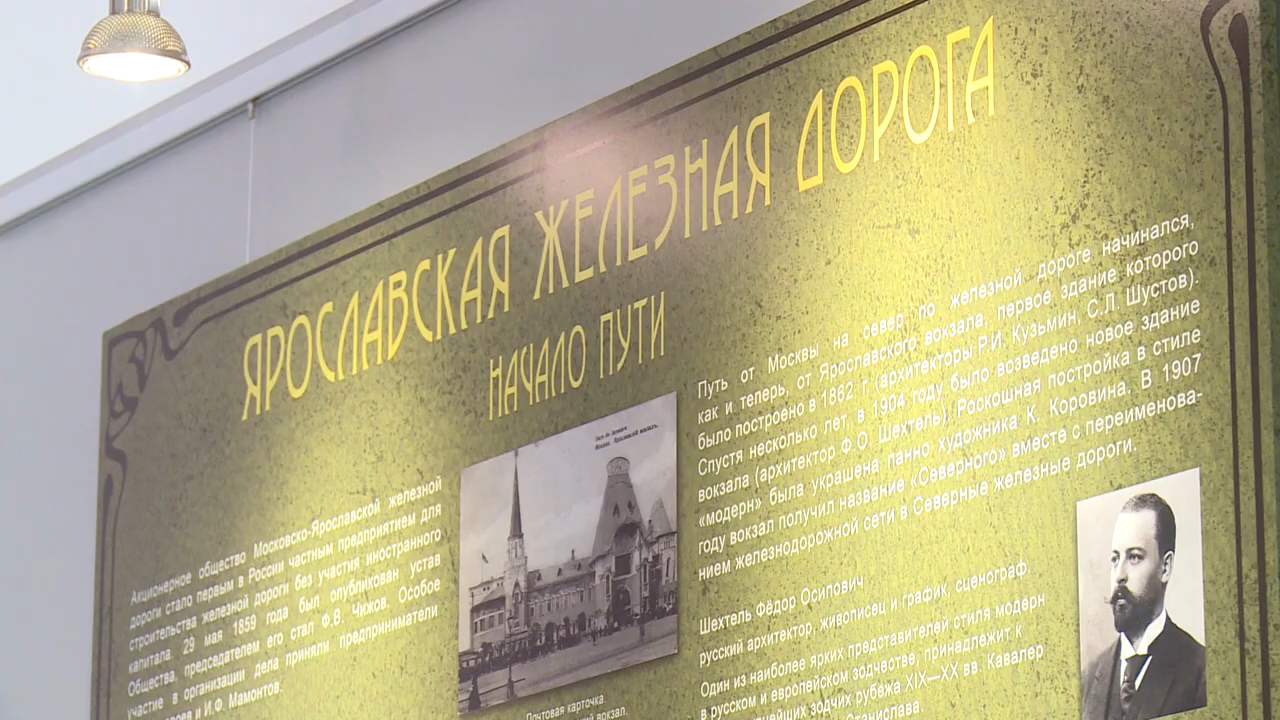 ЯРОСЛАВСКАЯ ЖЕЛЕЗНАЯ ДОРОГА
НАЧАЛО ПУТИ
Акционерное общество Московско-Ярославской железной
дороги стало первым в России частным предприятием для
строительства железной дороги без участия иностранного
капитала. 29 мая 1859 года был опубликован устав
Общества, председателем его стал Ф.В. Чижов. Особое
участие в организации дела приняли предприниматели
и И.Ф. Мамонтов.
Москва Ярославский вокзал.
Почтовая карточка.
вокзал.
Путь от Москвы на север по железной дороге начинался,
как и теперь, от Ярославского вокзала, первое здание которого
было построено в 1862 г (архитекторы Р.И. Кузьмин, С.Л. Шустов).
Спустя несколько лет, в 1904 году было возведено новое здание
вокзала (архитектор Ф.О. Шехтель). Роскошная постройка в стиле
«модерн» была украшена панно художника К. Коровина. В 1907
году вокзал получил название «Северного» вместе с переименова-
нием железнодорожной сети в Северные железные дороги.
Шехтель Фёдор Осипович
русский архитектор, живописец и график, сценограф.
Один из наиболее ярких представителей стиля модерн
в русском и европейском зодчестве, принадлежит к
зодчих рубежа XIX—XX вв. Кавалер
Станислава.